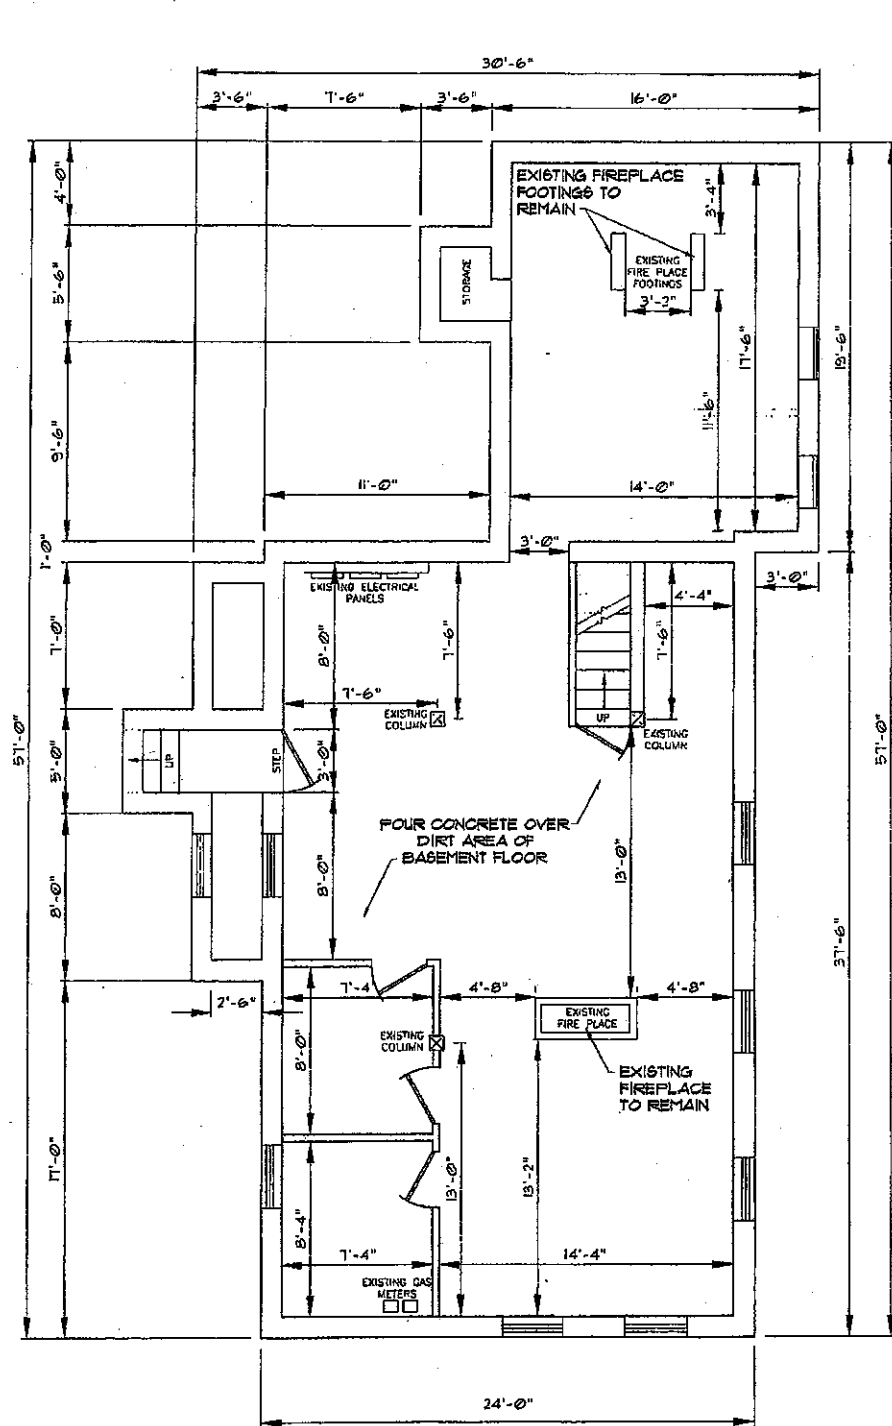 30'-6"
3'-6"
7'-6"
3'-6"
16'-0"
4'-0"
EXISTING FIREPLACE
FOOTINGS TO
REMAIN
3'-4"
STORAGE
EXISTING
FIRE PLACE
FOOTINGS
3'-2"
5'-6"
17'-6"
19'-6"
11'-6"
9'-6"
11'-0"
14'-0"
1'-0"
3'-0"
3'-0"
EXISTING ELECTRICAL
PANELS
4'-4"
7'-0"
8'-0"
7'-6"
7'-6"
7'-6"
EXISTING
COLUMN
UP
EXISTING
COLUMN
57'-0"
5'-0"
UP
STEP
3'-0"
57'-0"
POUR CONCRETE OVER
DIRT AREA OF
BASEMENT FLOOR
8'-0"
8'-0"
13'-0"
37'-6"
2'-6"
7'-4
4'-8"
4'-8"
EXISTING
FIRE PLACE
EXISTING
COLUMN
8'-0"
EXISTING
FIREPLACE
TO REMAIN
17'-0"
13'-0"
13'-2"
8'-4"
7'-4"
14'-4"
EXISTING GAS
METERS
24'-0"